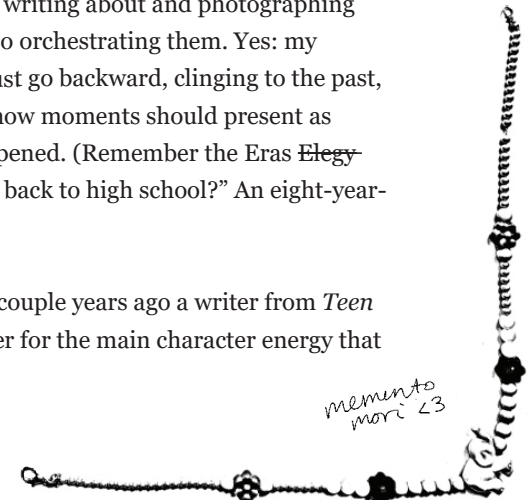 writing about and photographing
o orchestrating them. Yes: my
ust go backward, clinging to the past,
now moments should present as
pened. (Remember the Eras Elegy
back to high school?” An eight-year-
couple years ago a writer from Teen
er for the main character energy that
memento
mori <3